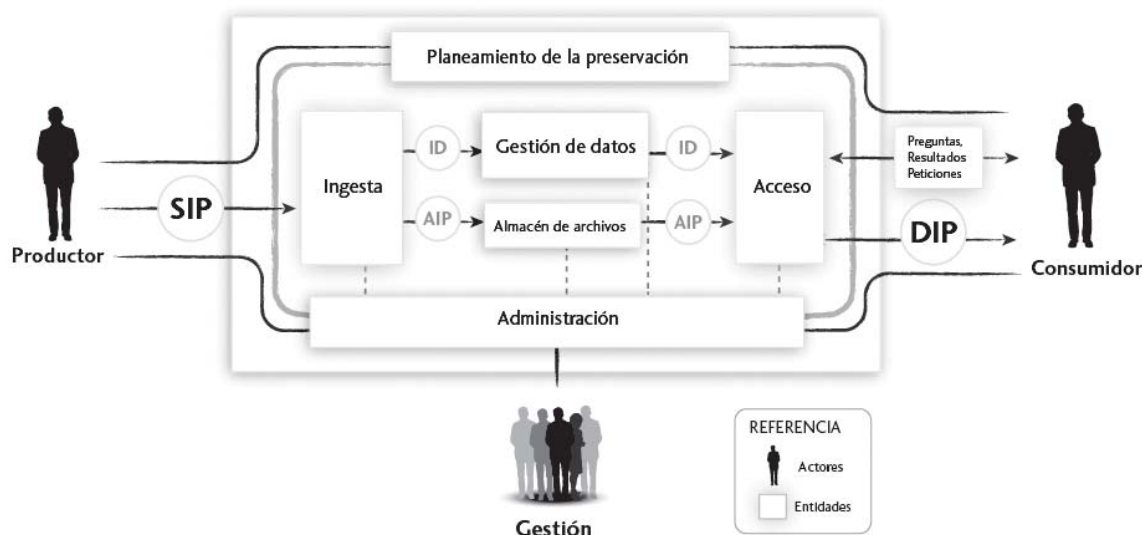 Planeamiento de la preservación
ID
Gestión de datos
ID
Preguntas,
Resultados
Peticiones
Ingesta
Acceso
SIP
AIP
Almacén de archivos
AIP
DIP
Productor
Consumidor
Administración
REFERENCIA
Actores
Entidades
Gestión